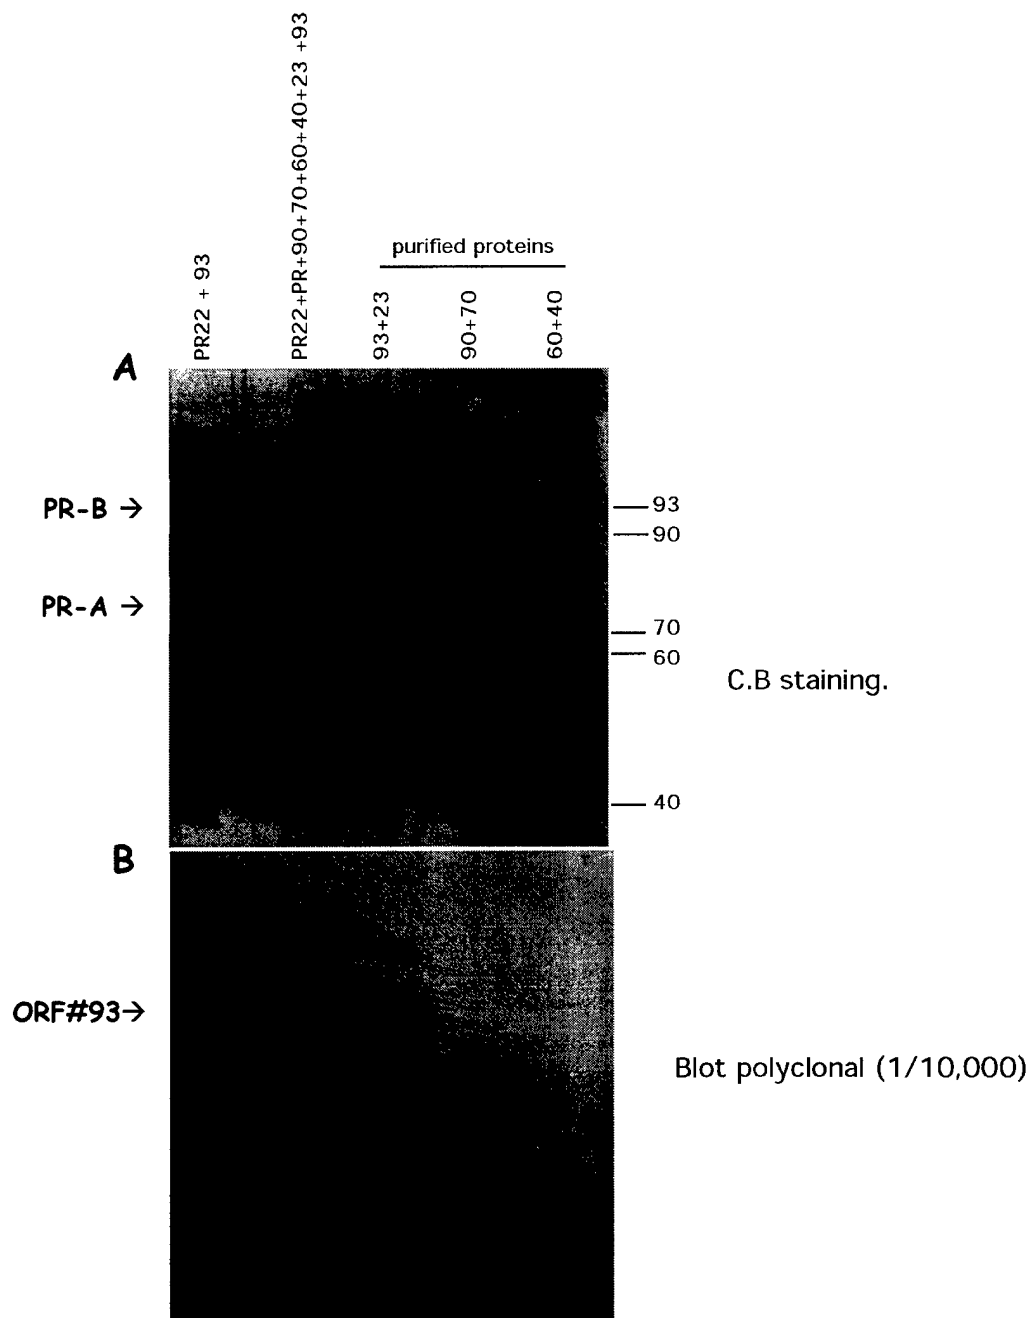 PR22 + 93
PR22+PR+90+70+60+40+23 +93
purified proteins
93+23
90+70
60+40
A
PR-B →
PR-A →
93
90
70
60
40
C.B staining.
B
ORF#93→
Blot polyclonal (1/10,000)